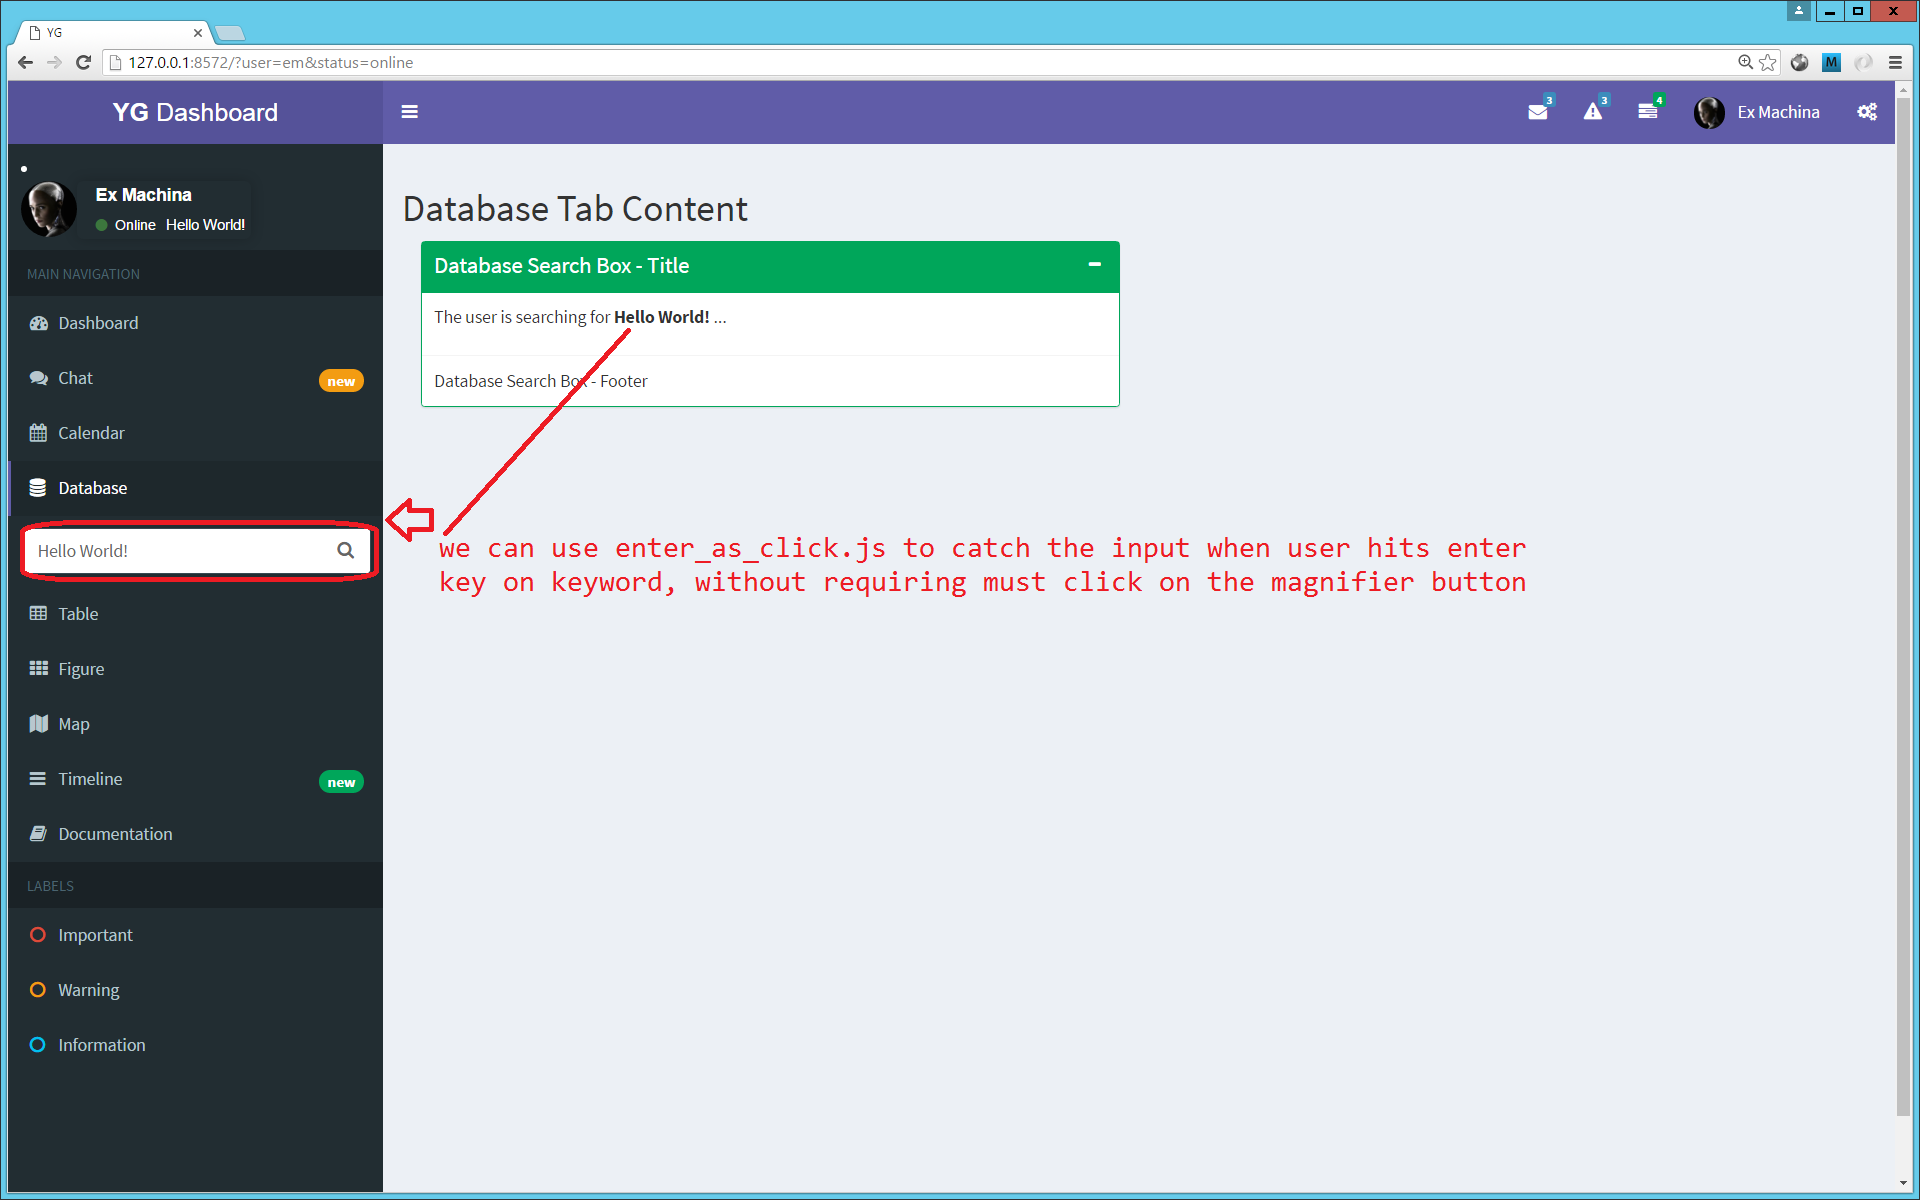 YG
127.0.0.1:8572/?user=em&status=online
M
YG Dashboard
3
3
4
Ex Machina
Ex Machina
Online Hello World!
MAIN NAVIGATION
Dashboard
Chat
new
Calendar
Database
Hello World!
Table
Figure
Map
Timeline
new
Documentation
LABELS
Important
Warning
Information
Database Tab Content
Database Search Box - Title
The user is searching for Hello World! ...
Database Search Box - Footer
we can use enter_as_click.js to catch the input when user hits enter
key on keyword, without requiring must click on the magnifier button